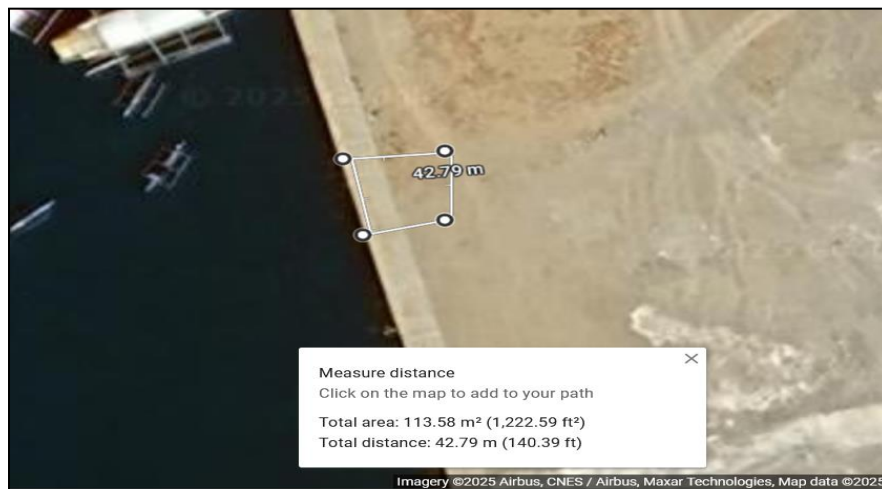 © 2025
42.79 m
Measure distance
Click on the map to add to your path
Total area: 113.58 m² (1,222.59 ft²)
Total distance: 42.79 m (140.39 ft)
Imagery ©2025 Airbus, CNES / Airbus, Maxar Technologies, Map data ©2025